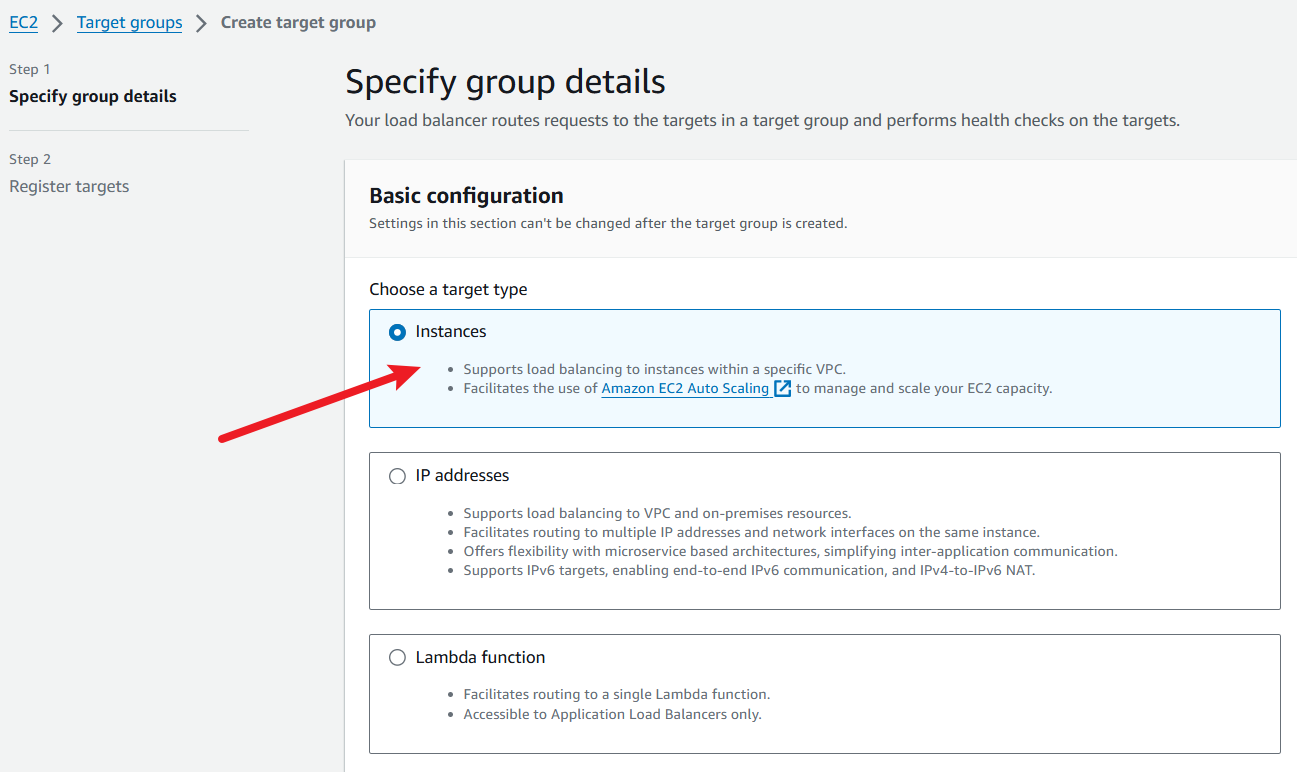 EC2 > Target groups > Create target group
Step 1
Specify group details
Step 2
Register targets
Specify group details
Your load balancer routes requests to the targets in a target group and performs health checks on the targets.
Basic configuration
Settings in this section can't be changed after the target group is created.
Choose a target type
Instances
• Supports load balancing to instances within a specific VPC.
• Facilitates the use of Amazon EC2 Auto Scaling to manage and scale your EC2 capacity.
IP addresses
• Supports load balancing to VPC and on-premises resources.
• Facilitates routing to multiple IP addresses and network interfaces on the same instance.
• Offers flexibility with microservice based architectures, simplifying inter-application communication.
• Supports IPv6 targets, enabling end-to-end IPv6 communication, and IPv4-to-IPv6 NAT.
Lambda function
• Facilitates routing to a single Lambda function.
• Accessible to Application Load Balancers only.